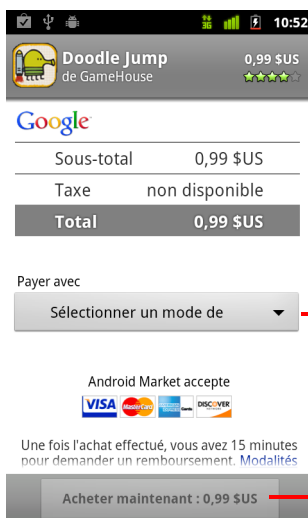 3G 10:52
Doodle Jump 0,99 $US
de GameHouse
Google
Sous-total 0,99 $US
Taxe non disponible
Total 0,99 $US
Payer avec
Sélectionner un mode de
Android Market accepte
VISA MasterCard DISCOVER
Une fois l'achat effectué, vous avez 15 minutes
pour demander un remboursement. Modalités
Acheter maintenant : 0,99 $US